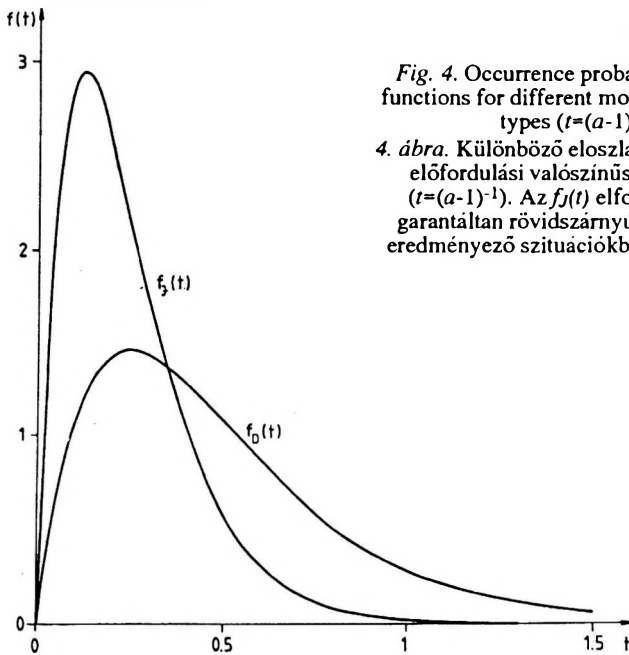 f(t)
3
Fig. 4. Occurrence proba
functions for different mo
types (t=(a-1)
4. ábra. Különböző eloszla
előfordulási valószínűs
(t=(a-1)⁻¹). Az fJ(t) elfo
garantáltan rövidszárnyú
eredményező szituációkb
2
fJ(t)
1
fD(t)
0
0
0.5
1
1.5
t